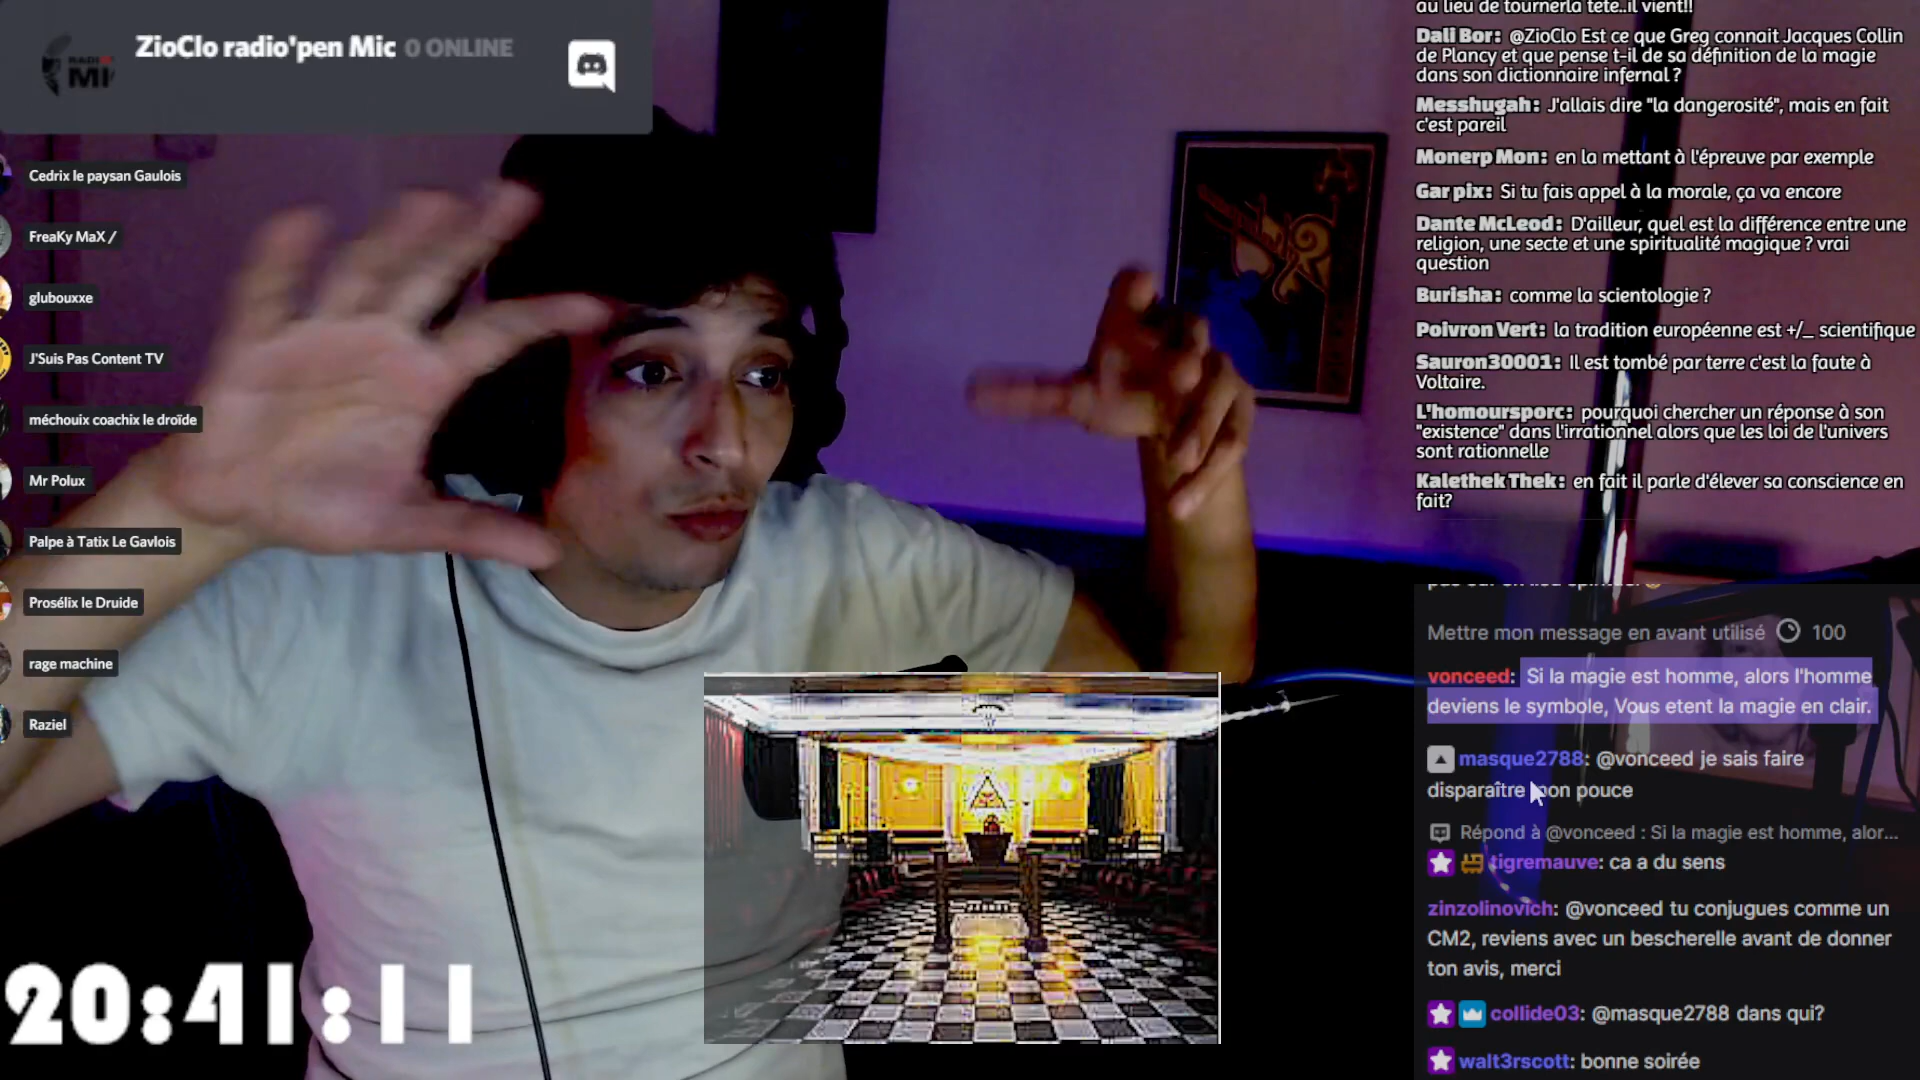 ZioClo radio'pen Mic 0 ONLINE
MI
Cedrix le paysan Gaulois
FreaKy MaX /
glubouxxe
J'Suis Pas Content TV
méchouix coachix le droïde
Mr Polux
Palpe à Tatix Le Gavlois
Prosélix le Druide
rage machine
Raziel
20:41:11
au lieu de tournerla tete..il vient!!
Dali Bor: @ZioClo Est ce que Greg connait Jacques Collin
de Plancy et que pense t-il de sa définition de la magie
dans son dictionnaire infernal ?
Messhugah: J'allais dire "la dangerosité", mais en fait
c'est pareil
Monerp Mon: en la mettant à l'épreuve par exemple
Gar pix: Si tu fais appel à la morale, ça va encore
Dante McLeod: D'ailleur, quel est la différence entre une
religion, une secte et une spiritualité magique ? vrai
question
Burisha: comme la scientologie ?
Poivron Vert: la tradition européenne est +/_ scientifique
Sauron30001: Il est tombé par terre c'est la faute à
Voltaire.
L'homoursporc: pourquoi chercher un réponse à son
"existence" dans l'irrationnel alors que les loi de l'univers
sont rationnelle
Kalethek Thek: en fait il parle d'élever sa conscience en
fait?
Mettre mon message en avant utilisé 100
vonceed: Si la magie est homme, alors l'homme
deviens le symbole, Vous etent la magie en clair.
masque2788: @vonceed je sais faire
disparaître mon pouce
Répond à @vonceed : Si la magie est homme, alor...
tigremauve: ca a du sens
zinzolinovich: @vonceed tu conjugues comme un
CM2, reviens avec un bescherelle avant de donner
ton avis, merci
collide03: @masque2788 dans qui?
walt3rscott: bonne soirée